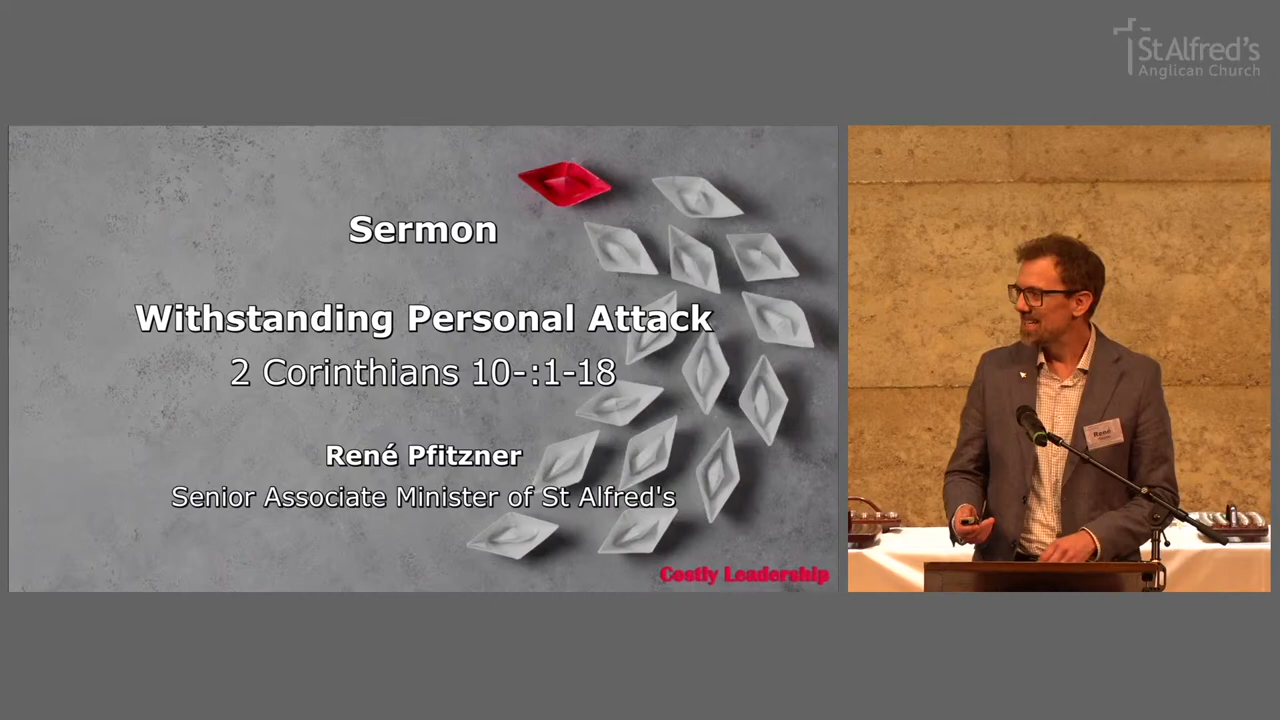 St Alfred's
Anglican Church
Sermon
Withstanding Personal Attack
2 Corinthians 10-:1-18
René Pfitzner
Senior Associate Minister of St Alfred's
Costly Leadership
René